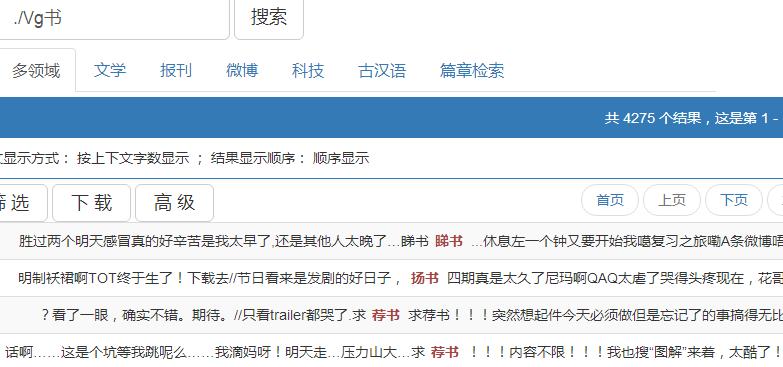 ./Vg书 搜索
多领域 文学 报刊 微博 科技 古汉语 篇章检索
共 4275 个结果，这是第 1 -
显示方式： 按上下文字数显示 ； 结果显示顺序： 顺序显示
选 下 载 高 级 首页 上页 下页
胜过两个明天感冒真的好辛苦是我太早了,还是其他人太晚了...睇书 睇书 ...休息左一个钟又要开始我噶复习之旅嘞A条微博唔
明制袄裙啊TOT终于生了！下载去//节日看来是发剧的好日子， 扬书 四期真是太久了尼玛啊QAQ太虐了哭得头疼现在，花哥
？看了一眼，确实不错。期待。//只看trailer都哭了.求 荐书 求荐书！！！突然想起件今天必须做但是忘记了的事搞得无比
话啊……这是个坑等我跳呢么……我滴妈呀！明天走...压力山大...求 荐书 ！！！内容不限！！！我也搜“图解”来着，太酷了！